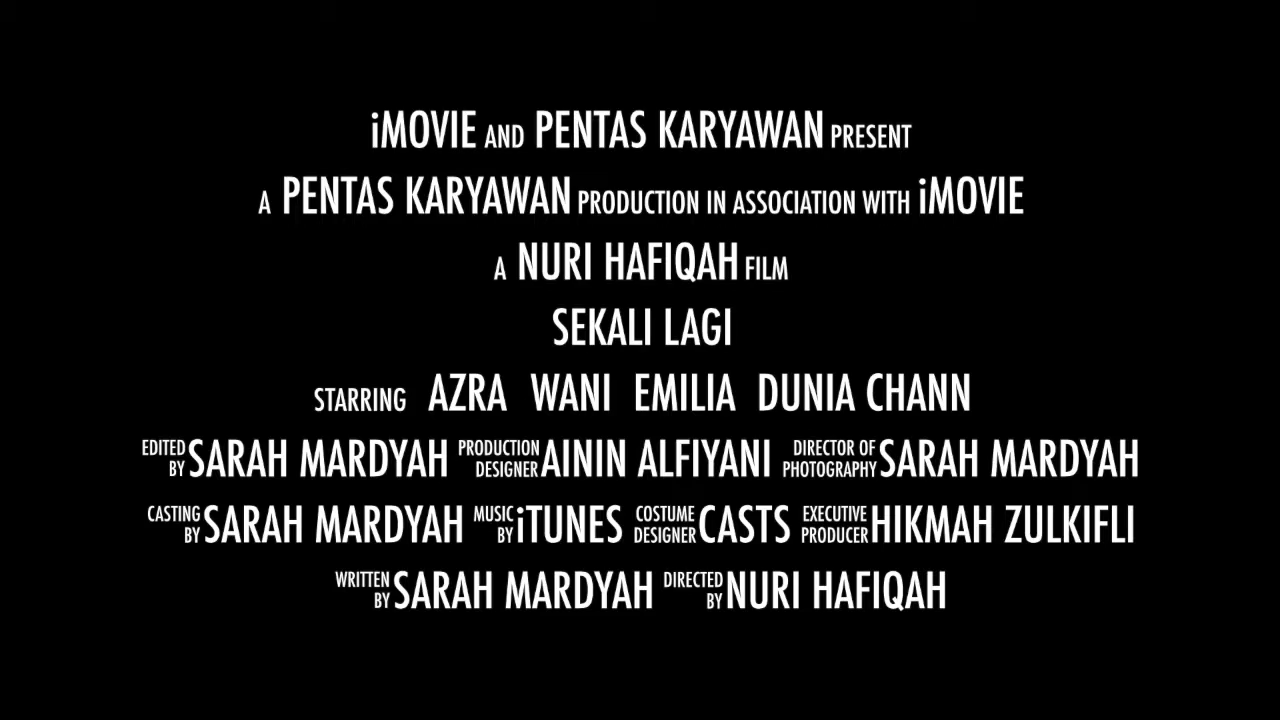 iMOVIE AND PENTAS KARYAWAN PRESENT
A PENTAS KARYAWAN PRODUCTION IN ASSOCIATION WITH iMOVIE
A NURI HAFIQAH FILM
SEKALI LAGI
STARRING AZRA WANI EMILIA DUNIA CHANN
EDITED BY SARAH MARDYAH PRODUCTION DESIGNER AININ ALFIYANI DIRECTOR OF PHOTOGRAPHY SARAH MARDYAH
CASTING BY SARAH MARDYAH MUSIC BY iTUNES COSTUME DESIGNER CASTS EXECUTIVE PRODUCER HIKMAH ZULKIFLI
WRITTEN BY SARAH MARDYAH DIRECTED BY NURI HAFIQAH